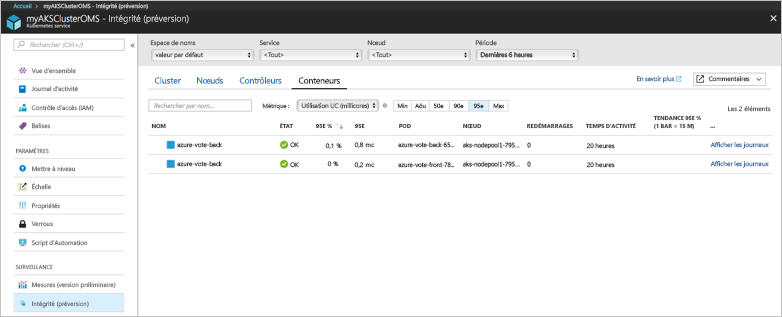 Accueil > myAKSClusterOMS - Intégrité (préversion)
myAKSClusterOMS - Intégrité (préversion)
Kubernetes service
Rechercher (Ctrl+/)
Vue d'ensemble
Journal d'activité
Contrôle d'accès (IAM)
Balises
PARAMÈTRES
Mettre à niveau
Échelle
Propriétés
Verrous
Script d'Automation
SURVEILLANCE
Mesures (version préliminaire)
Intégrité (préversion)
Espace de noms Service Nœud Période
valeur par défaut <Tout> <Tout> Dernières 6 heures
Cluster Nœuds Contrôleurs Conteneurs En savoir plus Commentaires
Rechercher par nom... Métrique : Utilisation UC (millicores) Min Aôu 50e 90e 95e Max Les 2 éléments
NOM ÉTAT 95E % 95E POD NŒUD REDÉMARRAGES TEMPS D'ACTIVITÉ TENDANCE 95E % (1 BAR = 15 M) ...
azure-vote-back OK 0,1 % 0,8 mc azure-vote-back-65... aks-nodepool1-795... 0 20 heures Afficher les journaux
azure-vote-back OK 0 % 0,2 mc azure-vote-front-78... aks-nodepool1-795... 0 20 heures Afficher les journaux